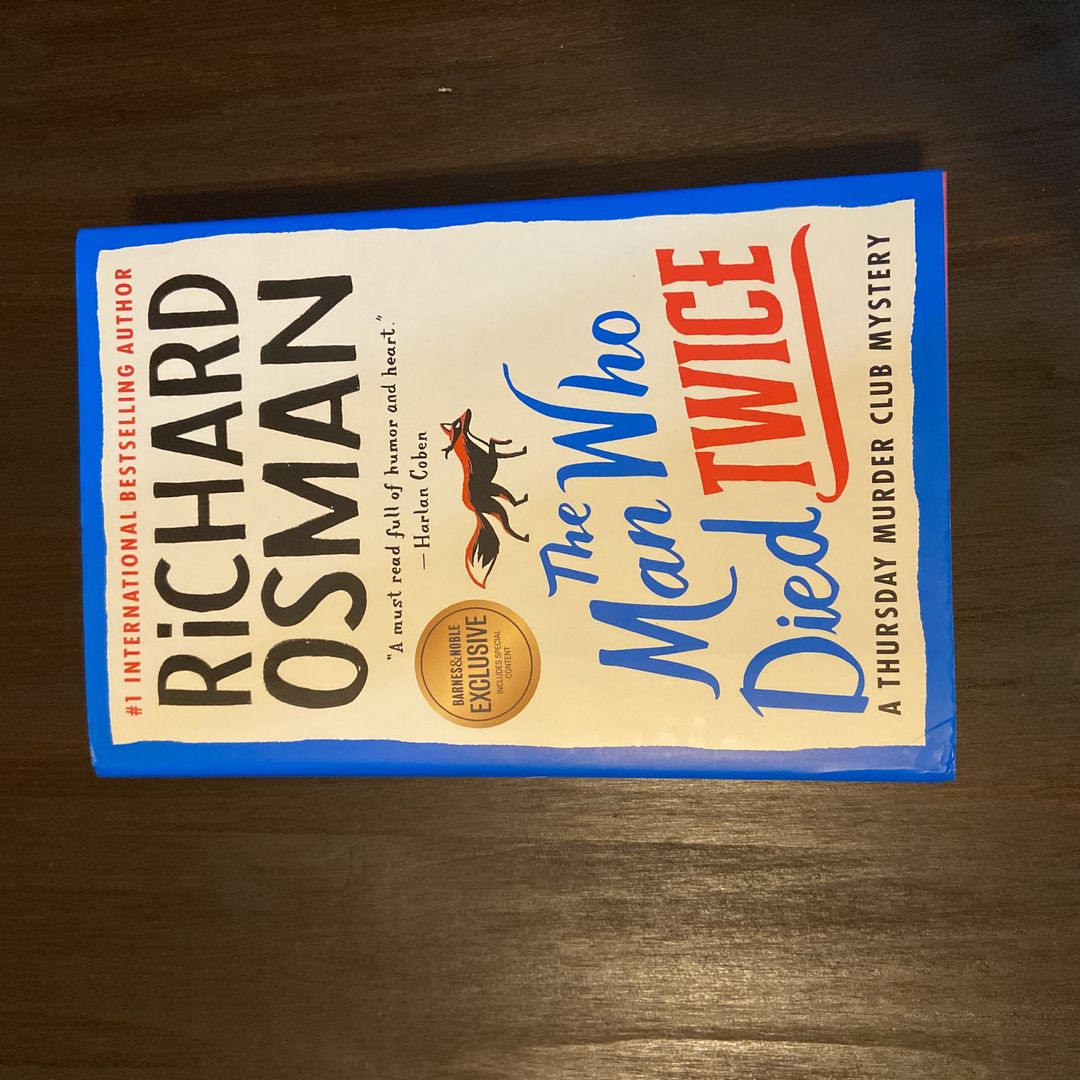 #1 INTERNATIONAL BESTSELLING AUTHOR
RiCHARD
OSMAN
"A must read full of humor and heart."
—Harlan Coben
BARNES&NOBLE
EXCLUSIVE
INCLUDES SPECIAL
CONTENT
The
Man Who
Died TWICE
A THURSDAY MURDER CLUB MYSTERY